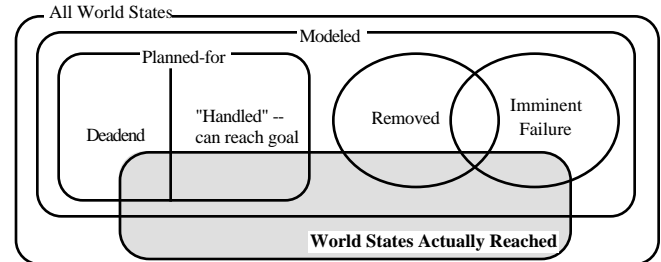 All World States
Modeled
Planned-for
Deadend
"Handled" --
can reach goal
Removed
Imminent
Failure
World States Actually Reached